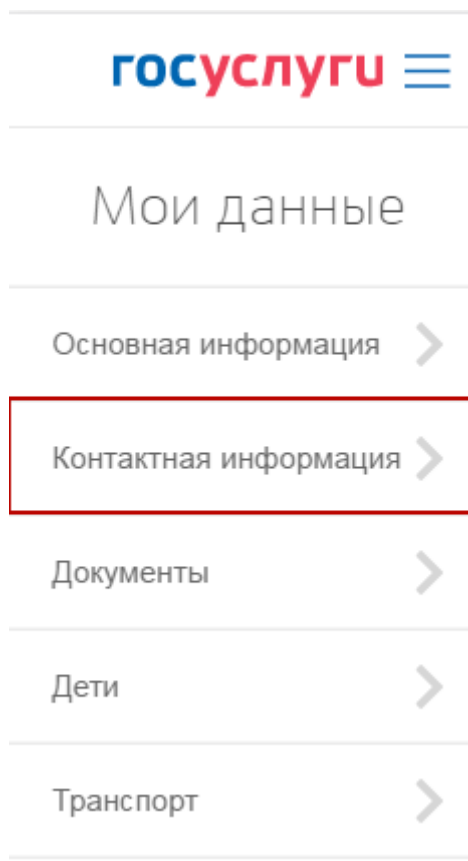 госуслуги
Мои данные
Основная информация
Контактная информация
Документы
Дети
Транспорт